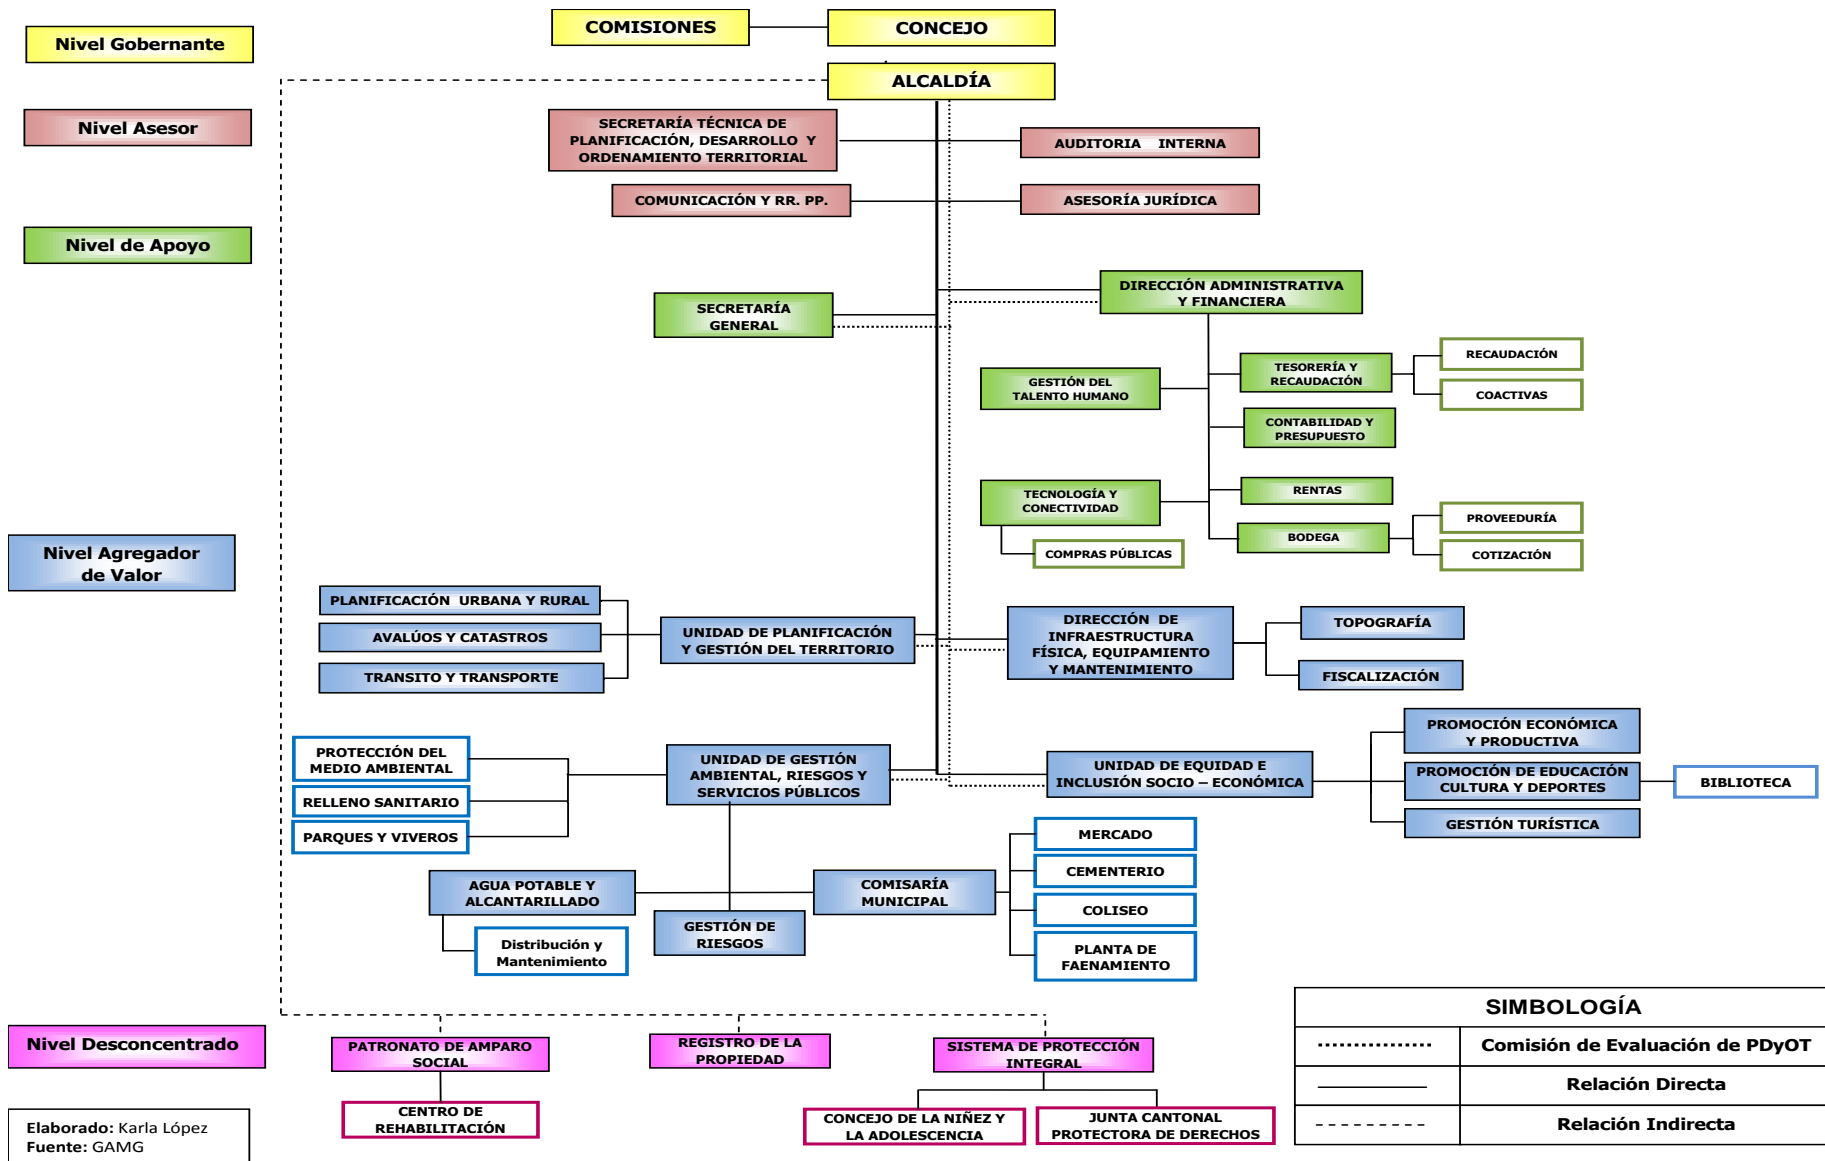 COMISIONES
CONCEJO
Nivel Gobernante
ALCALDÍA
Nivel Asesor
SECRETARÍA TÉCNICA DE
PLANIFICACIÓN, DESARROLLO Y
ORDENAMIENTO TERRITORIAL
AUDITORIA INTERNA
COMUNICACIÓN Y RR. PP.
ASESORÍA JURÍDICA
Nivel de Apoyo
DIRECCIÓN ADMINISTRATIVA
Y FINANCIERA
SECRETARÍA
GENERAL
GESTIÓN DEL
TALENTO HUMANO
TESORERÍA Y
RECAUDACIÓN
RECAUDACIÓN
COACTIVAS
CONTABILIDAD Y
PRESUPUESTO
TECNOLOGÍA Y
CONECTIVIDAD
RENTAS
COMPRAS PÚBLICAS
BODEGA
PROVEEDURÍA
COTIZACIÓN
Nivel Agregador
de Valor
PLANIFICACIÓN URBANA Y RURAL
AVALÚOS Y CATASTROS
TRANSITO Y TRANSPORTE
UNIDAD DE PLANIFICACIÓN
Y GESTIÓN DEL TERRITORIO
DIRECCIÓN DE
INFRAESTRUCTURA
FÍSICA, EQUIPAMIENTO
Y MANTENIMIENTO
TOPOGRAFÍA
FISCALIZACIÓN
PROTECCIÓN DEL
MEDIO AMBIENTAL
RELLENO SANITARIO
PARQUES Y VIVEROS
UNIDAD DE GESTIÓN
AMBIENTAL, RIESGOS Y
SERVICIOS PÚBLICOS
UNIDAD DE EQUIDAD E
INCLUSIÓN SOCIO – ECONÓMICA
PROMOCIÓN ECONÓMICA
Y PRODUCTIVA
PROMOCIÓN DE EDUCACIÓN
CULTURA Y DEPORTES
BIBLIOTECA
GESTIÓN TURÍSTICA
AGUA POTABLE Y
ALCANTARILLADO
Distribución y
Mantenimiento
GESTIÓN DE
RIESGOS
COMISARÍA
MUNICIPAL
MERCADO
CEMENTERIO
COLISEO
PLANTA DE
FAENAMIENTO
Nivel Desconcentrado
PATRONATO DE AMPARO
SOCIAL
REGISTRO DE LA
PROPIEDAD
SISTEMA DE PROTECCIÓN
INTEGRAL
CENTRO DE
REHABILITACIÓN
CONCEJO DE LA NIÑEZ Y
LA ADOLESCENCIA
JUNTA CANTONAL
PROTECTORA DE DERECHOS
SIMBOLOGÍA
Comisión de Evaluación de PDyOT
Relación Directa
Relación Indirecta
Elaborado: Karla López
Fuente: GAMG